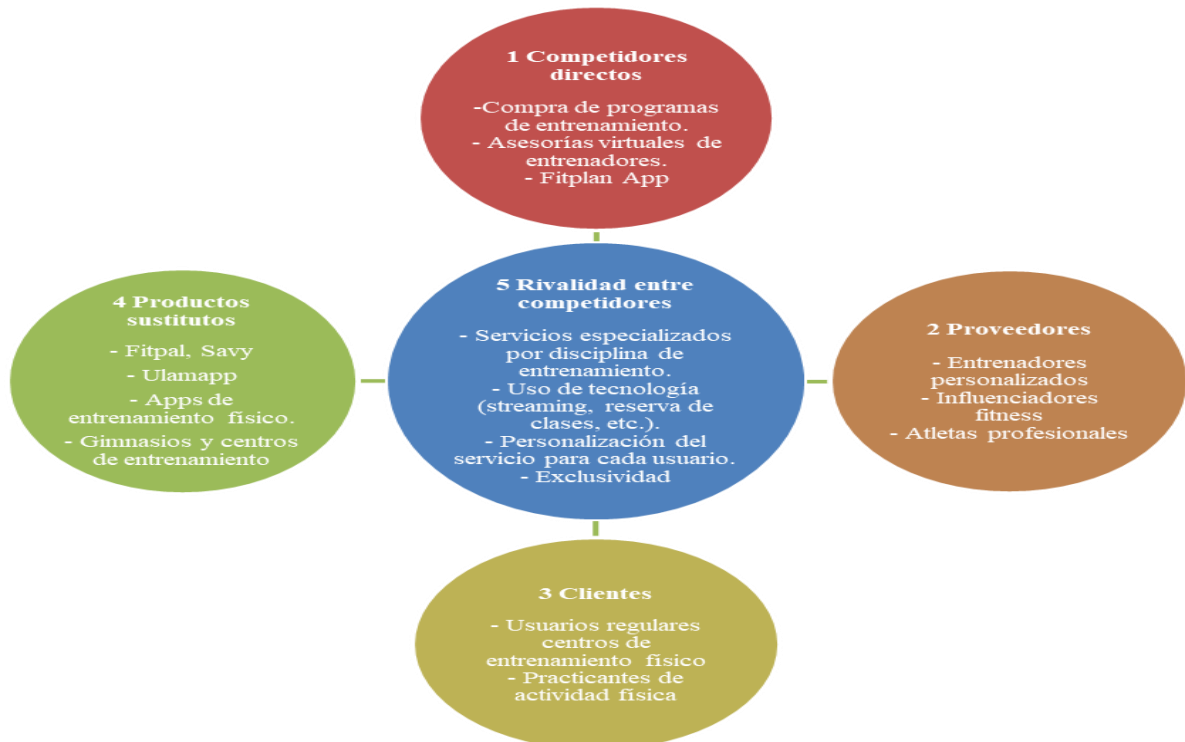 1 Competidores
directos
-Compra de programas
de entrenamiento.
- Asesorías virtuales de
entrenadores.
- Fitplan App
4 Productos
sustitutos
- Fitpal, Savy
- Ulamapp
- Apps de
entrenamiento físico.
- Gimnasios y centros
de entrenamiento
5 Rivalidad entre
competidores
- Servicios especializados
por disciplina de
entrenamiento.
- Uso de tecnología
(streaming, reserva de
clases, etc.).
- Personalización del
servicio para cada usuario.
- Exclusividad
2 Proveedores
- Entrenadores
personalizados
- Influenciadores
fitness
- Atletas profesionales
3 Clientes
- Usuarios regulares
centros de
entrenamiento físico
- Practicantes de
actividad física